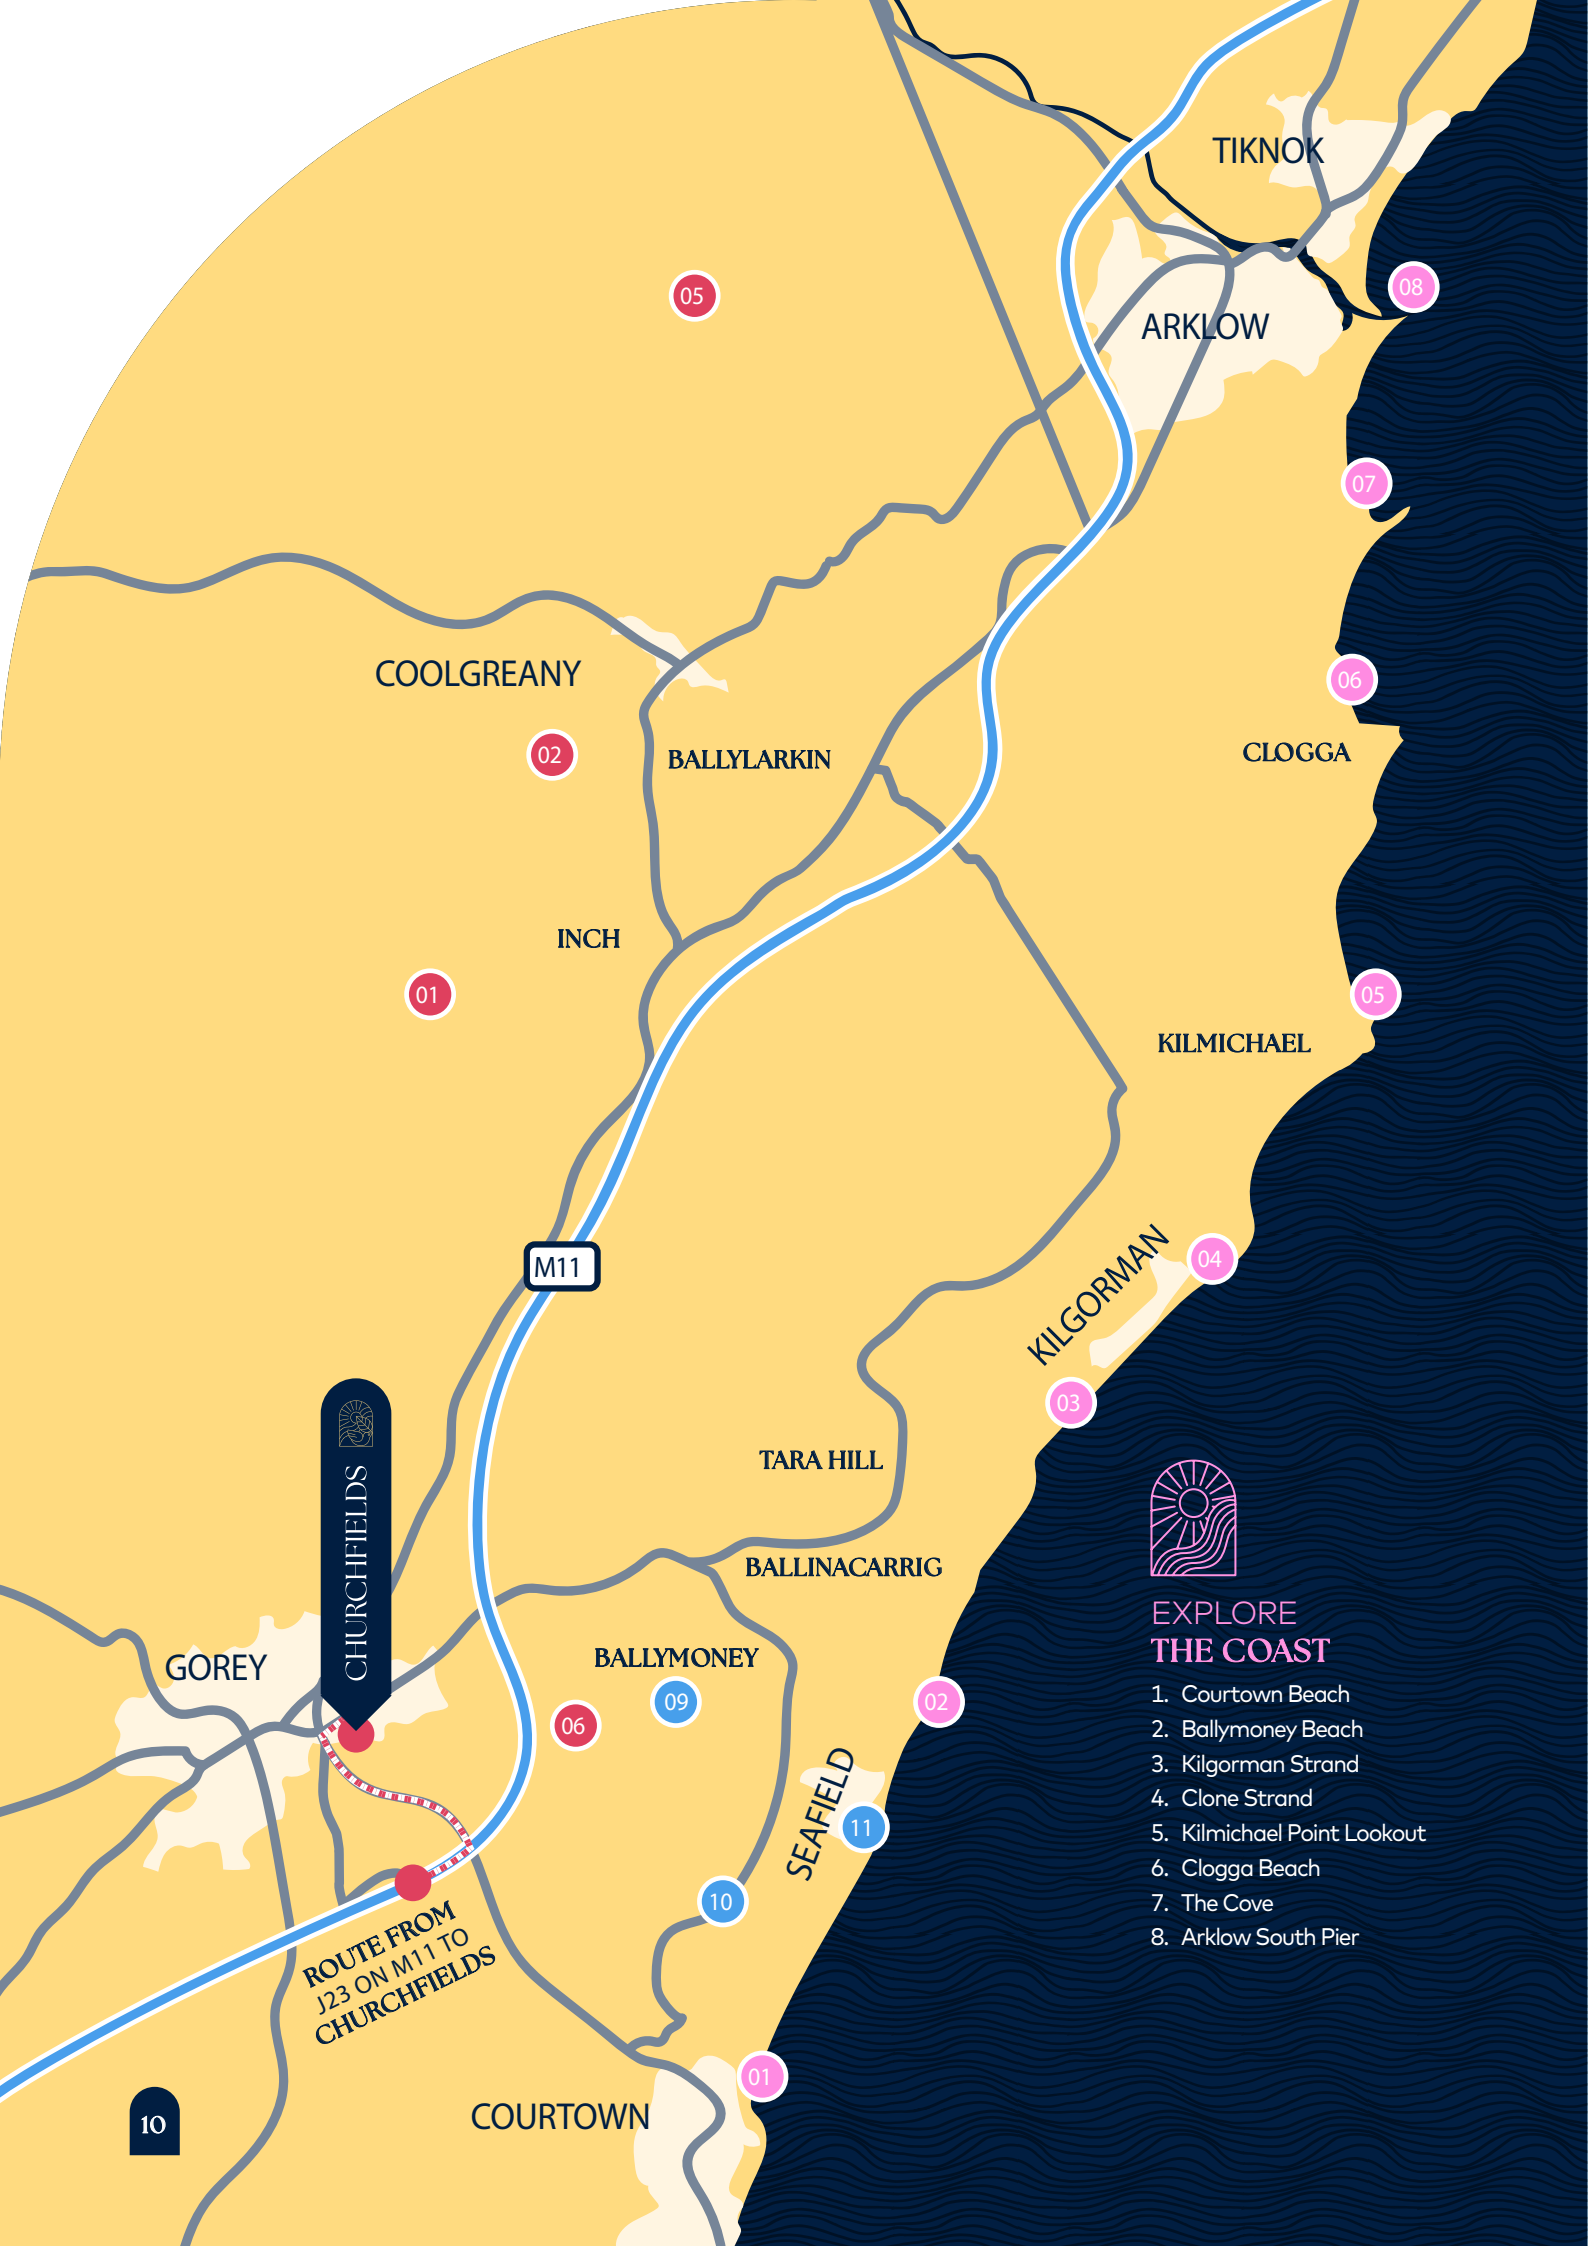 TIKNOK
08
05
ARKLOW
07
COOLGREANY
06
02
BALLYLARKIN
CLOGGA
INCH
01
05
KILMICHAEL
M11
KILGORMAN
04
03
TARA HILL
CHURCHFIELDS
BALLINACARRIG
GOREY
BALLYMONEY
09
06
02
SEAFIELD
11
10
ROUTE FROM
J23 ON M11 TO
CHURCHFIELDS
01
COURTOWN
10
EXPLORE
THE COAST
1. Courtown Beach
2. Ballymoney Beach
3. Kilgorman Strand
4. Clone Strand
5. Kilmichael Point Lookout
6. Clogga Beach
7. The Cove
8. Arklow South Pier